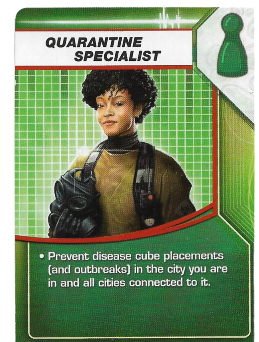 QUARANTINE
SPECIALIST
• Prevent disease cube placements
(and outbreaks) in the city you are
in and all cities connected to it.